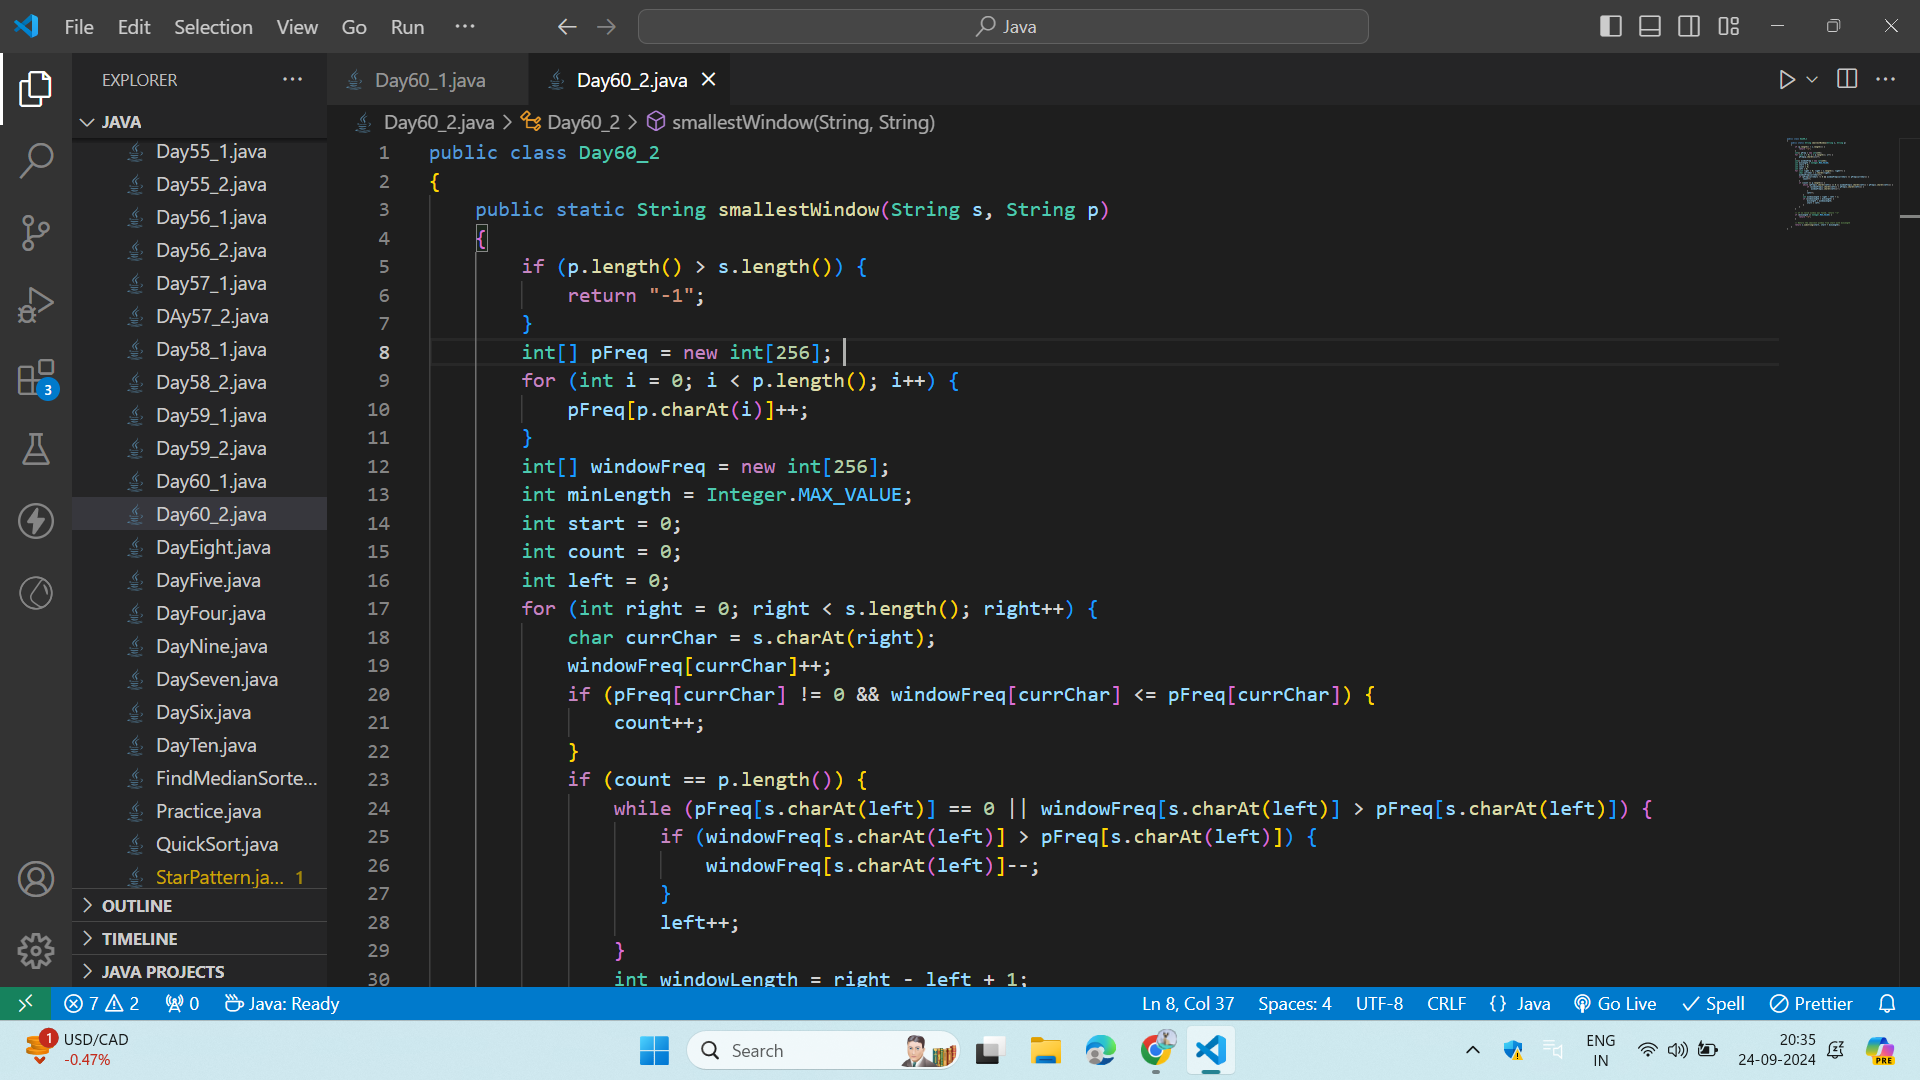 File Edit Selection View Go Run ... Java
EXPLORER ...
JAVA
Day55_1.java
Day55_2.java
Day56_1.java
Day56_2.java
Day57_1.java
DAy57_2.java
Day58_1.java
Day58_2.java
Day59_1.java
Day59_2.java
Day60_1.java
Day60_2.java
DayEight.java
DayFive.java
DayFour.java
DayNine.java
DaySeven.java
DaySix.java
DayTen.java
FindMedianSorte...
Practice.java
QuickSort.java
StarPattern.ja... 1
OUTLINE
TIMELINE
JAVA PROJECTS
3
Day60_1.java Day60_2.java
Day60_2.java > Day60_2 > smallestWindow(String, String)
1 public class Day60_2
2 {
3 public static String smallestWindow(String s, String p)
4 {
5 if (p.length() > s.length()) {
6 return "-1";
7 }
8 int[] pFreq = new int[256];
9 for (int i = 0; i < p.length(); i++) {
10 pFreq[p.charAt(i)]++;
11 }
12 int[] windowFreq = new int[256];
13 int minLength = Integer.MAX_VALUE;
14 int start = 0;
15 int count = 0;
16 int left = 0;
17 for (int right = 0; right < s.length(); right++) {
18 char currChar = s.charAt(right);
19 windowFreq[currChar]++;
20 if (pFreq[currChar] != 0 && windowFreq[currChar] <= pFreq[currChar]) {
21 count++;
22 }
23 if (count == p.length()) {
24 while (pFreq[s.charAt(left)] == 0 || windowFreq[s.charAt(left)] > pFreq[s.charAt(left)]) {
25 if (windowFreq[s.charAt(left)] > pFreq[s.charAt(left)]) {
26 windowFreq[s.charAt(left)]--;
27 }
28 left++;
29 }
30 int windowLength = right - left + 1;
7 2 0 Java: Ready Ln 8, Col 37 Spaces: 4 UTF-8 CRLF {} Java Go Live Spell Prettier
1 USD/CAD
-0.47%
Search
ENG
IN
20:35
24-09-2024
PRE